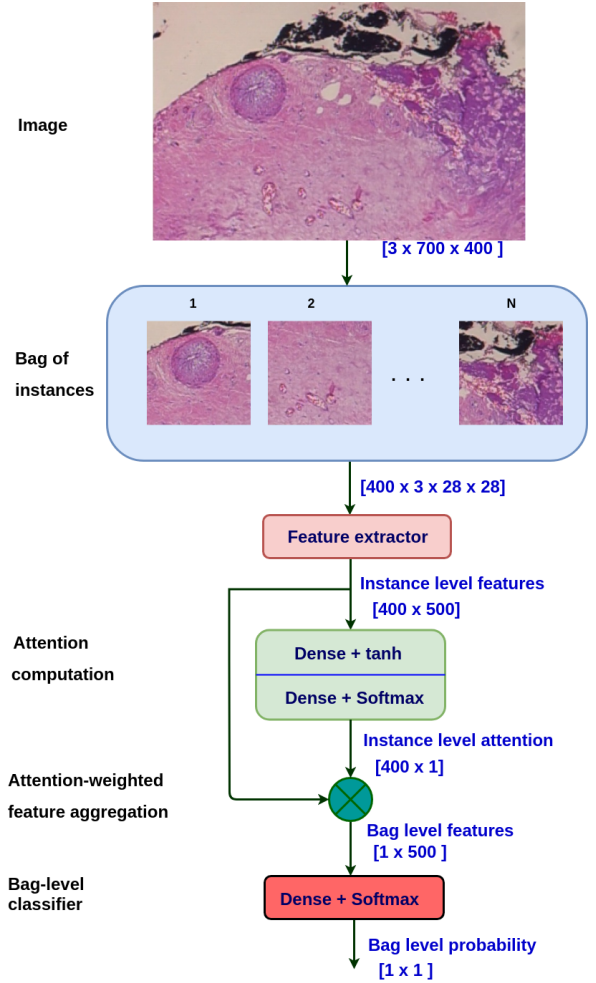 Image
[3 x 700 x 400 ]
1
2
N
. . .
Bag of
instances
[400 x 3 x 28 x 28]
Feature extractor
Instance level features
[400 x 500]
Attention
computation
Dense + tanh
Dense + Softmax
Instance level attention
[400 x 1]
Attention-weighted
feature aggregation
Bag level features
[1 x 500 ]
Bag-level
classifier
Dense + Softmax
Bag level probability
[1 x 1 ]